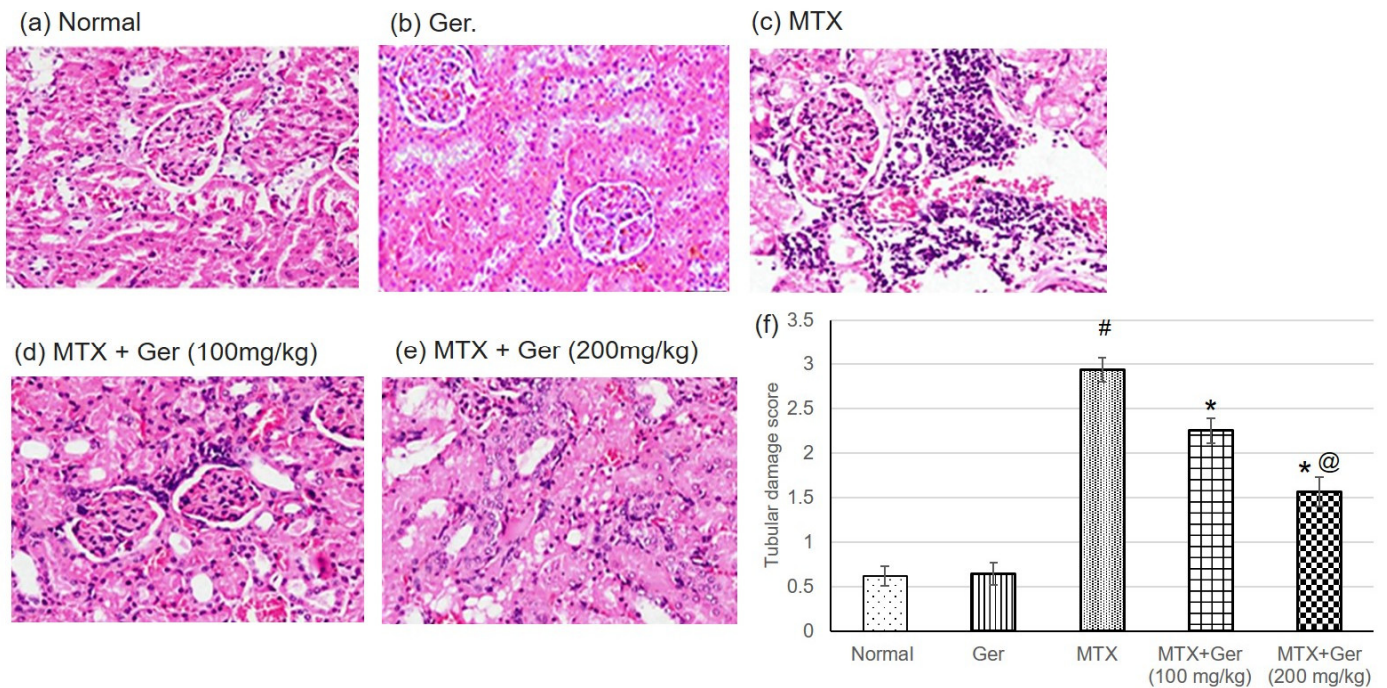 (a) Normal
(b) Ger.
(c) MTX
(d) MTX + Ger (100mg/kg)
(e) MTX + Ger (200mg/kg)
(f)
Tubular damage score
3.5
3
2.5
2
1.5
1
0.5
0
#
*
* @
Normal
Ger
MTX
MTX+Ger
(100 mg/kg)
MTX+Ger
(200 mg/kg)